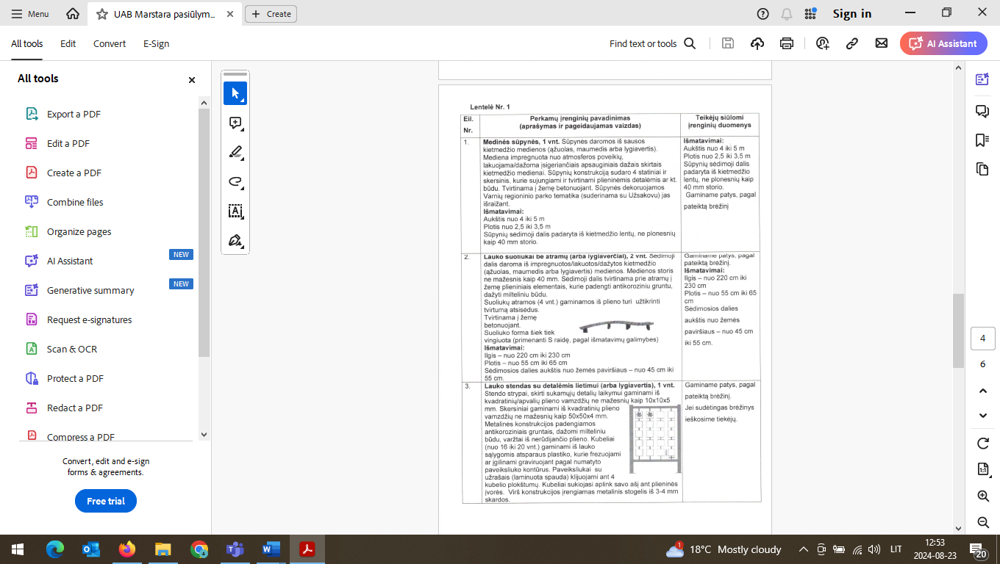 Menu
UAB Marstara pasiūlym...
Create
Sign in
All tools
Edit
Convert
E-Sign
Find text or tools
AI Assistant
All tools
Export a PDF
Edit a PDF
Create a PDF
Combine files
Organize pages
AI Assistant
NEW
Generative summary
NEW
Request e-signatures
Scan & OCR
Protect a PDF
Redact a PDF
Compress a PDF
Convert, edit and e-sign
forms & agreements.
Free trial
Lentelė Nr. 1
Eil.
Nr.
Perkamų įrenginių pavadinimas
(aprašymas ir pageidaujamas vaizdas)
Teikėjų siūlomi
įrenginių duomenys
1.
Medinės sūpynės, 1 vnt. Sūpynės daromos iš sausos
kietmedžio medienos (ąžuolas, maumedis arba lygiavertis).
Mediena impregnuota nuo atmosferos poveikių,
lakuojama/dažoma įsigeriančiais apsauginiais dažais skirtais
kietmedžio medienai. Sūpynių konstrukciją sudaro 4 statiniai ir
skersinis, kurie sujungiami ir tvirtinami plieninėmis detalėmis ar kt.
būdu. Tvirtinama į žemę betonuojant. Sūpynės dekoruojamos
Varnių regioninio parko tematika (suderinama su Užsakovu) jas
išraižant.
Išmatavimai:
Aukštis nuo 4 iki 5 m
Plotis nuo 2,5 iki 3,5 m
Sūpynių sėdimoji dalis padaryta iš kietmedžio lentų, ne plonesnių
kaip 40 mm storio.
Išmatavimai:
Aukštis nuo 4 iki 5 m
Plotis nuo 2,5 iki 3,5 m
Sūpynių sėdimoji dalis
padaryta iš kietmedžio
lentų, ne plonesnių kaip
40 mm storio.
Gaminame patys, pagal
pateiktą brėžinį
2.
Lauko suoliukai be atramų (arba lygiaverčiai), 2 vnt. Sėdimoji
dalis daroma iš impregnuotos/lakuotos/dažytos kietmedžio
(ąžuolas, maumedis arba lygiavertis) medienos. Medienos storis
ne mažesnis kaip 40 mm. Sėdimoji dalis tvirtinama prie atramų į
žemę plieniniais elementais, kurie padengti antikoroziniu gruntu,
dažyti milteliniu būdu.
Suoliukų atramos (4 vnt.) gaminamos iš plieno turi užtikrinti
tvirtumą atsisėdus.
Tvirtinama į žemę
betonuojant.
Suoliuko forma šiek tiek
vingiuota (primenanti S raidę, pagal išmatavimų galimybes)
Išmatavimai:
Ilgis – nuo 220 cm iki 230 cm
Plotis – nuo 55 cm iki 65 cm
Sėdimosios dalies aukštis nuo žemės paviršiaus – nuo 45 cm iki
55 cm.
Gaminame patys, pagal
pateiktą brėžinį.
Išmatavimai:
Ilgis – nuo 220 cm iki
230 cm
Plotis – nuo 55 cm iki 65
cm
Sėdimosios dalies
aukštis nuo žemės
paviršiaus – nuo 45 cm
iki 55 cm.
3.
Lauko stendas su detalėmis lietimui (arba lygiavertis), 1 vnt.
Stendo strypai, skirti sukamųjų detalių laikymui gaminami iš
kvadratinių/apvalių plieno vamzdžių ne mažesnių kaip 10x10x5
mm. Skersiniai gaminami iš kvadratinių plieno
vamzdžių ne mažesnių kaip 50x50x4 mm.
Metalinės konstrukcijos padengiamos
antikoroziniais gruntais, dažomi milteliniu
būdu, varžtai iš nerūdijančio plieno. Kubeliai
(nuo 16 iki 20 vnt.) gaminami iš lauko
sąlygomis atsparaus plastiko, kurie frezuojami
ar įgilinami graviruojant pagal numatyto
paveiksliuko kontūrus. Paveiksliukai su
užrašais (laminuota spauda) klijuojami ant 4
kubelio plokštumų. Kubeliai sukiojasi aplink savo ašį ant plieninės
įvorės. Virš konstrukcijos įrengiamas metalinis stogelis iš 3-4 mm
skardos.
Gaminame patys, pagal
pateiktą brėžinį.
Jei sudėtingas brėžinys
ieškosime tiekėjų.
4
6
1:1
1
18°C Mostly cloudy
LIT
12:53
2024-08-23
20